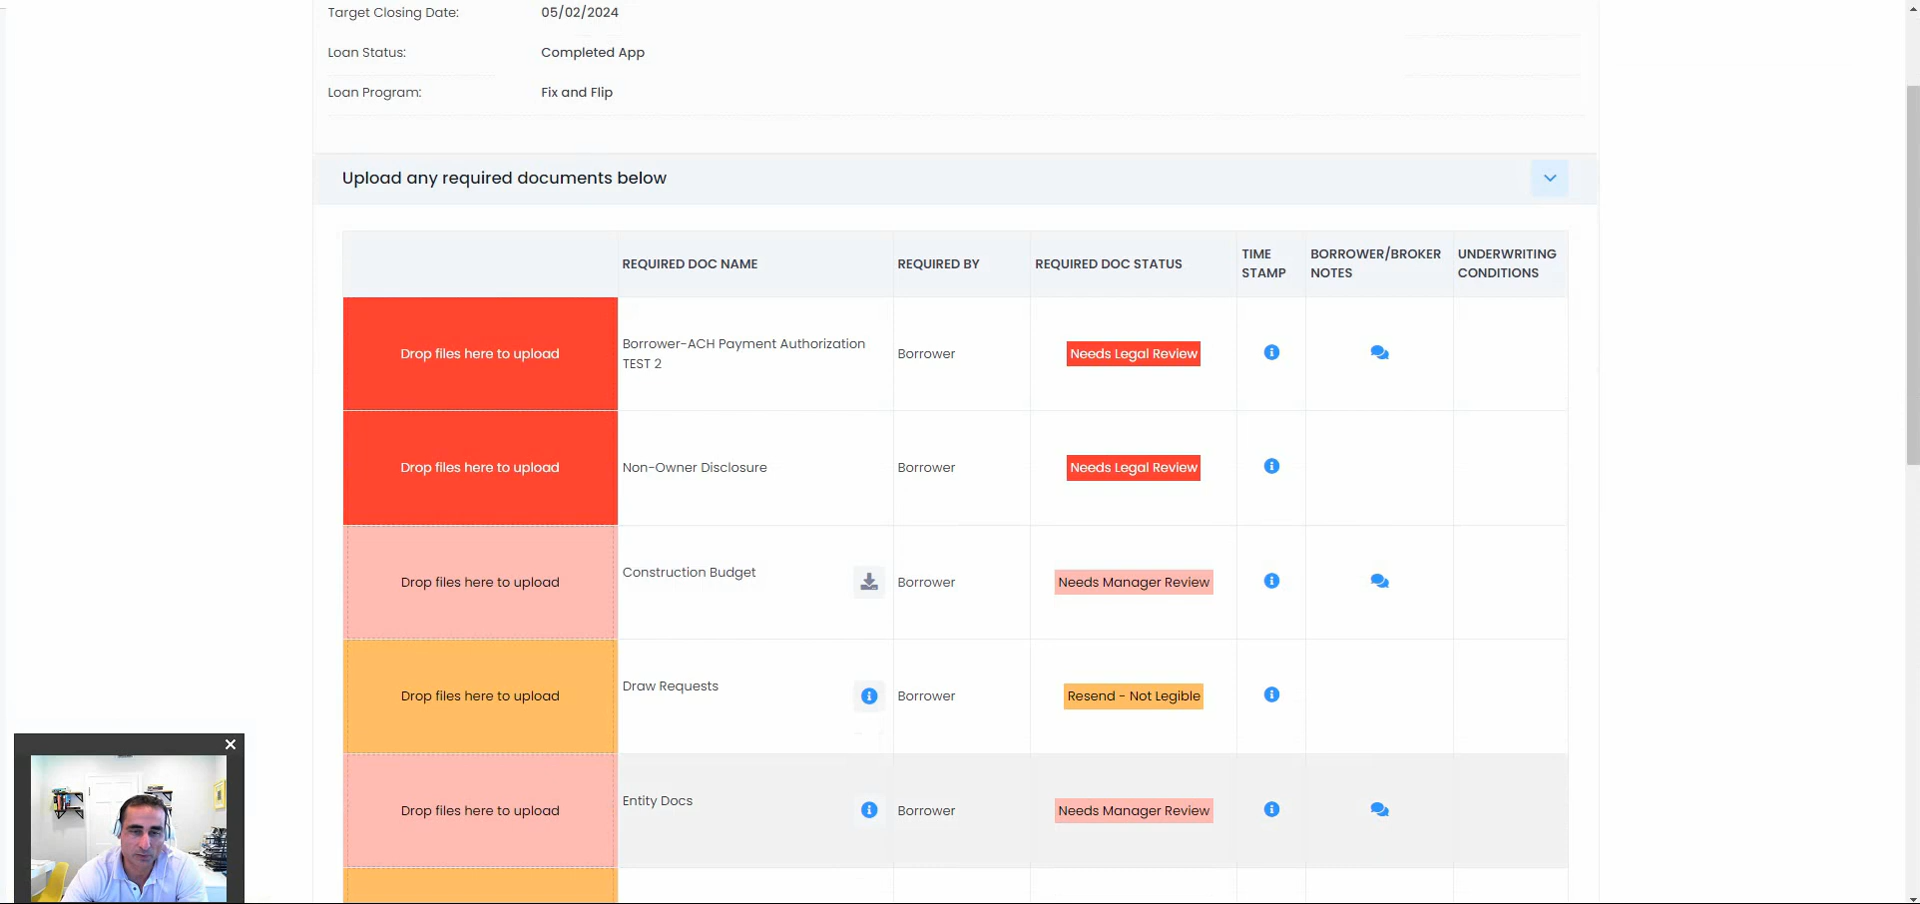 Target Closing Date: 05/02/2024
Loan Status: Completed App
Loan Program: Fix and Flip
Upload any required documents below
REQUIRED DOC NAME REQUIRED BY REQUIRED DOC STATUS TIME STAMP BORROWER/BROKER NOTES UNDERWRITING CONDITIONS
Drop files here to upload Borrower-ACH Payment Authorization TEST 2 Borrower Needs Legal Review
Drop files here to upload Non-Owner Disclosure Borrower Needs Legal Review
Drop files here to upload Construction Budget Borrower Needs Manager Review
Drop files here to upload Draw Requests Borrower Resend - Not Legible
Drop files here to upload Entity Docs Borrower Needs Manager Review